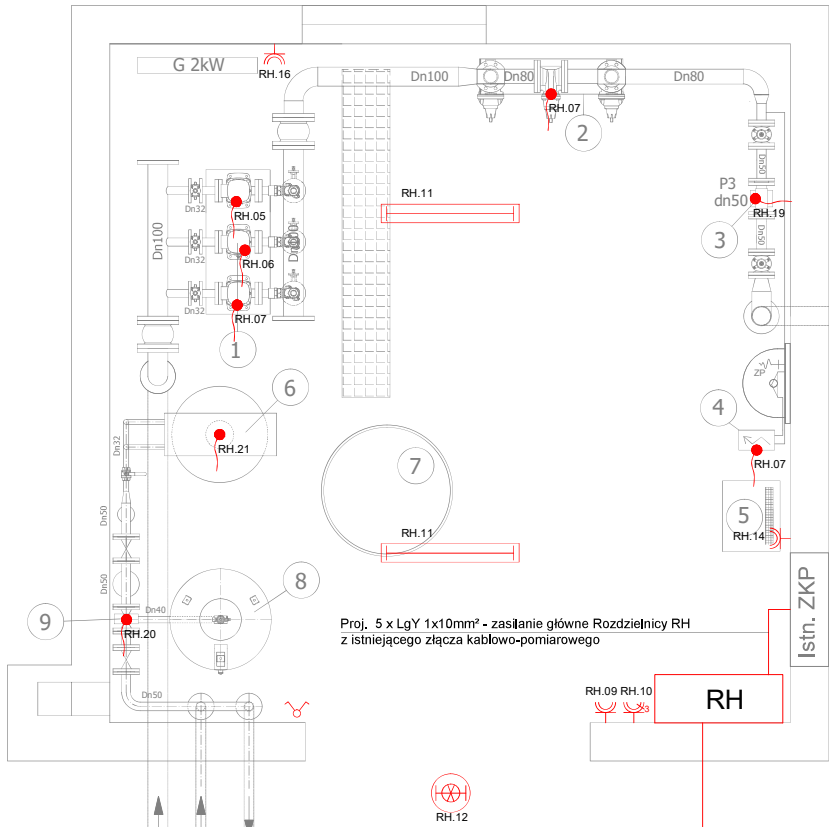 G 2kW
RH.16
Dn100
Dn80
Dn80
RH.07
2
Dn50
P3
dn50
RH.19
3
Dn50
RH.11
Dn32
RH.05
Dn100
Dn32
RH.06
Dn32
RH.07
1
ZP
4
RH.07
6
RH.21
Dn32
7
5
RH.14
Dn50
RH.11
Dn50
8
9
Dn40
RH.20
Proj. 5 x LgY 1x10mm² - zasilanie główne Rozdzielnicy RH
z istniejącego złącza kablowo-pomiarowego
Istn. ZKP
Dn50
RH.09
RH.10
3
RH
RH.12